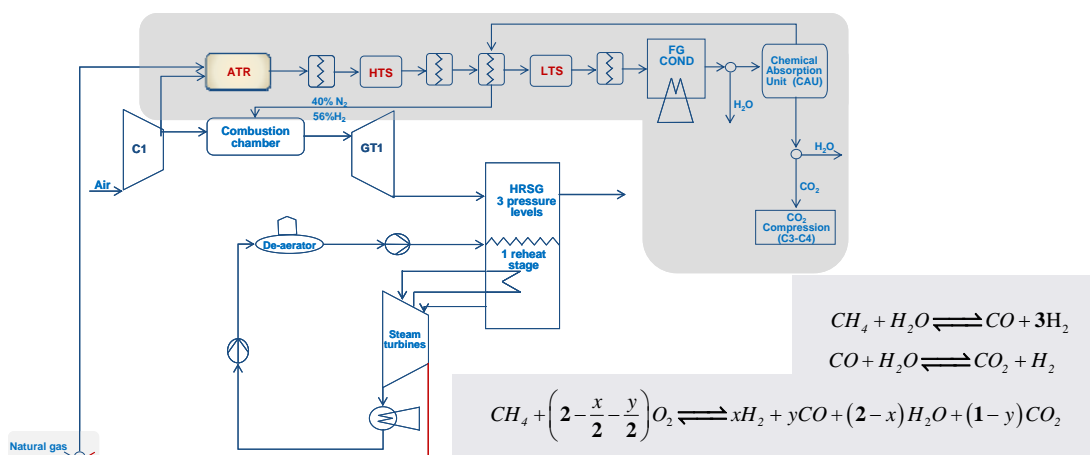 FG
COND
Chemical
Absorption
Unit (CAU)
ATR
HTS
LTS
H₂O
40% N₂
56%H₂
Combustion
chamber
C1
GT1
Air
H₂O
CO₂
HRSG
3 pressure
levels
CO₂
Compression
(C3-C4)
De-aerator
1 reheat
stage
Steam
turbines
Natural gas
CH₄ + H₂O ⇌ CO + 3H₂
CO + H₂O ⇌ CO₂ + H₂
CH₄ + (2 − x/2 − y/2)O₂ ⇌ xH₂ + yCO + (2 − x)H₂O + (1 − y)CO₂